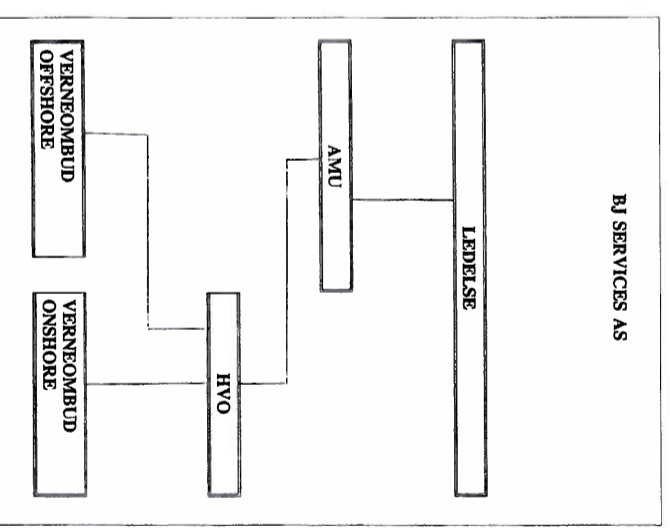 BJ SERVICES AS
LEDELSE
AMU
HVO
VERNEOMBUD
OFFSHORE
VERNEOMBUD
ONSHORE